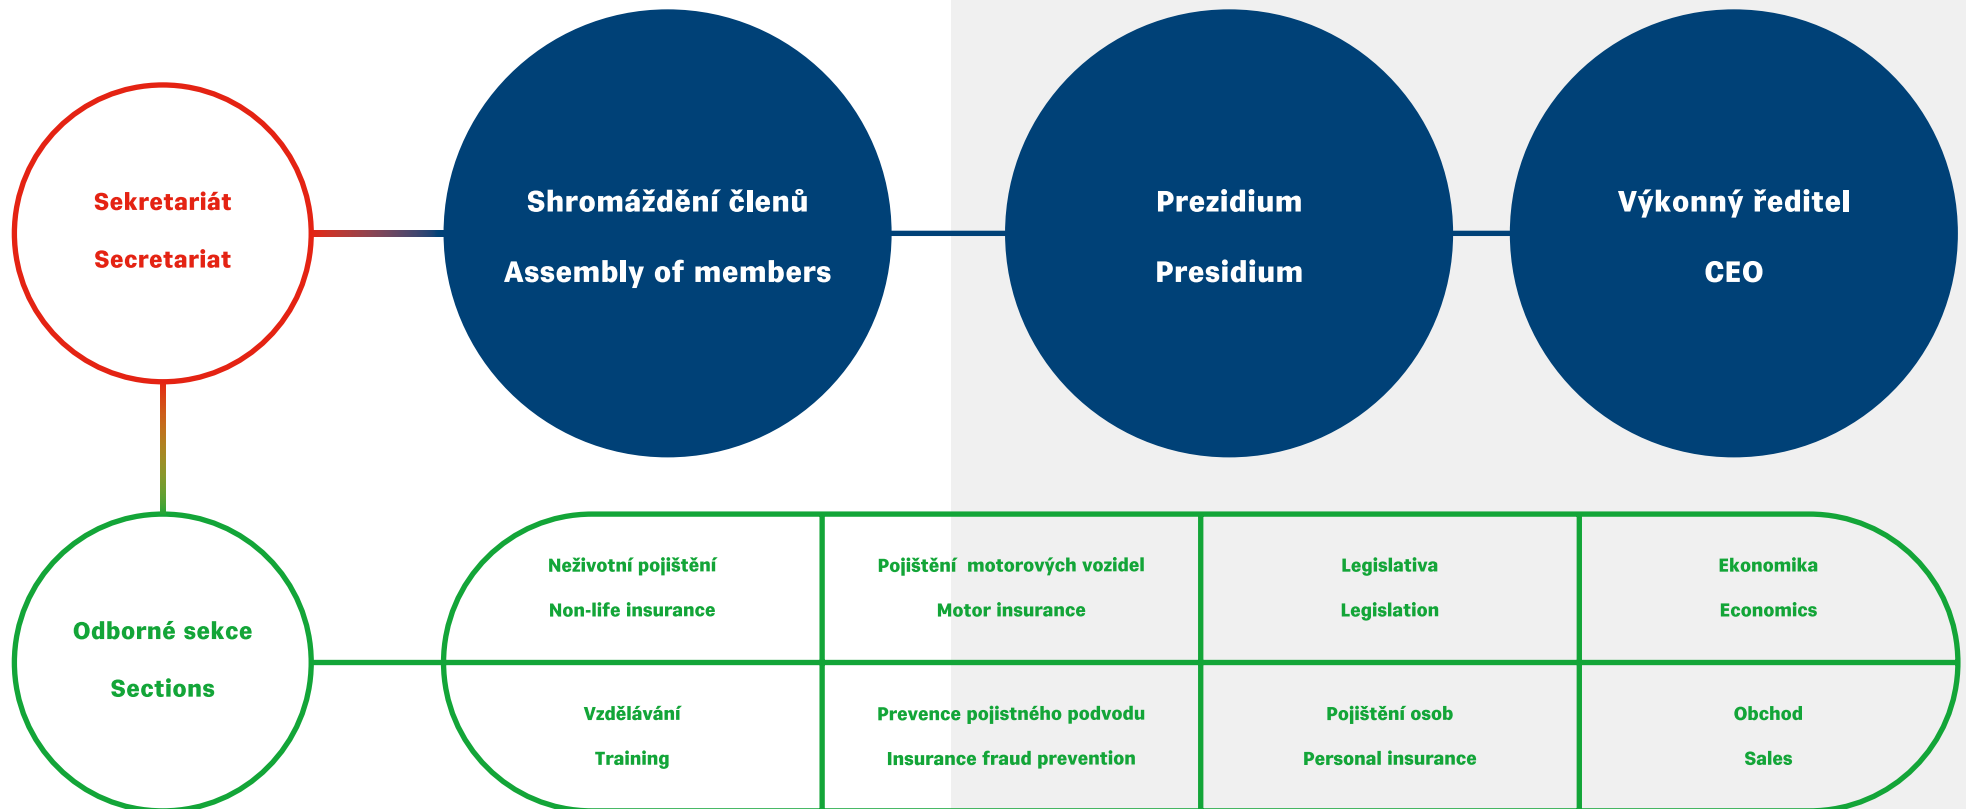 Sekretariát
Secretariat
Shromáždění členů
Assembly of members
Prezidium
Presidium
Výkonný ředitel
CEO
Odborné sekce
Sections
Neživotní pojištění
Non-life insurance
Pojištění motorových vozidel
Motor insurance
Legislativa
Legislation
Ekonomika
Economics
Vzdělávání
Training
Prevence pojistného podvodu
Insurance fraud prevention
Pojištění osob
Personal insurance
Obchod
Sales